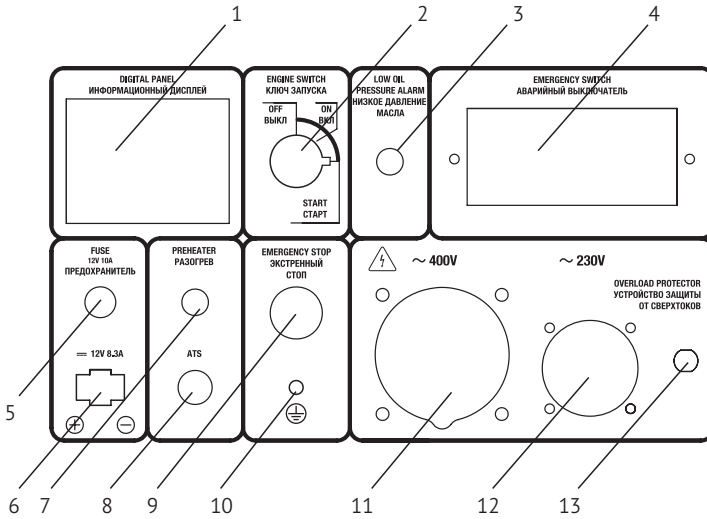 1
2
3
4
DIGITAL PANEL
ИНФОРМАЦИОННЫЙ ДИСПЛЕЙ
ENGINE SWITCH
КЛЮЧ ЗАПУСКА
OFF
ВЫКЛ
ON
ВКЛ
START
СТАРТ
LOW OIL
PRESSURE ALARM
НИЗКОЕ ДАВЛЕНИЕ
МАСЛА
EMERGENCY SWITCH
АВАРИЙНЫЙ ВЫКЛЮЧАТЕЛЬ
FUSE
12V 10A
ПРЕДОХРАНИТЕЛЬ
12V 8.3A
PREHEATER
РАЗОГРЕВ
ATS
EMERGENCY STOP
ЭКСТРЕННЫЙ
СТОП
~ 400V
~ 230V
OVERLOAD PROTECTOR
УСТРОЙСТВО ЗАЩИТЫ
ОТ СВЕРХТОКОВ
5
6
7
8
9
10
11
12
13